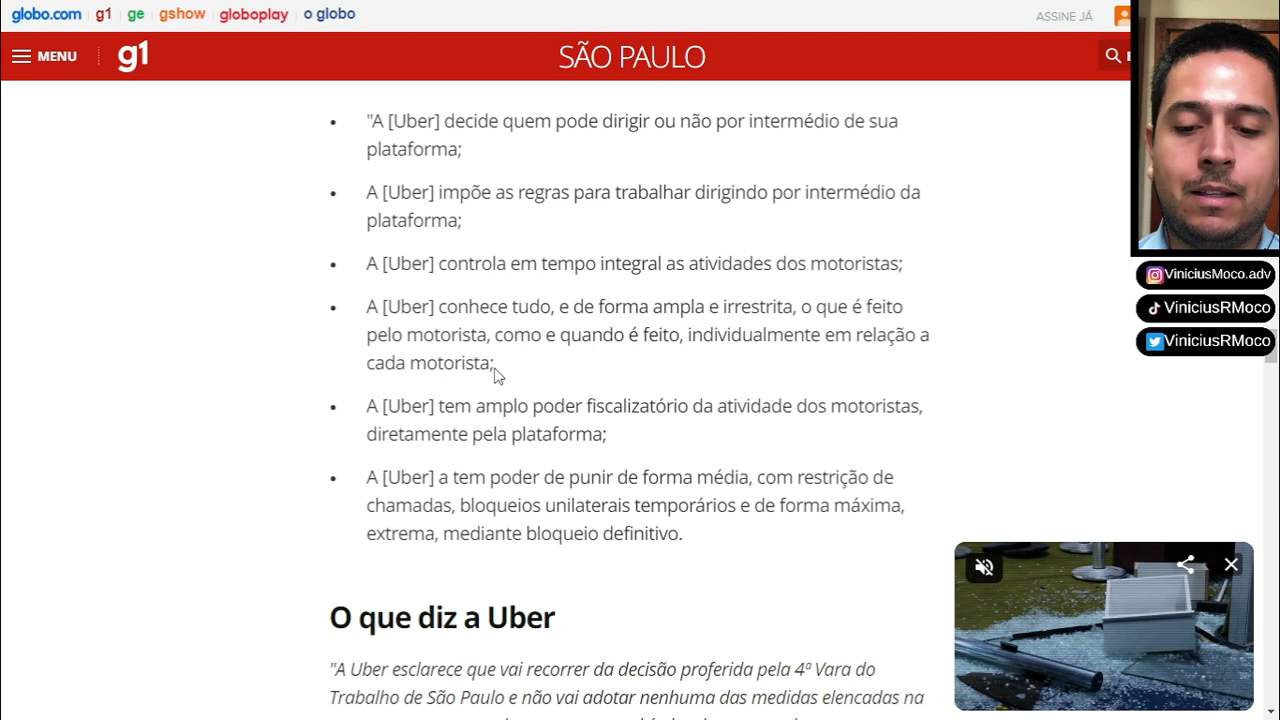 globo.com g1 ge gshow globoplay o globo
ASSINE JÁ
MENU g1 SÃO PAULO
"A [Uber] decide quem pode dirigir ou não por intermédio de sua
plataforma;
A [Uber] impõe as regras para trabalhar dirigindo por intermédio da
plataforma;
A [Uber] controla em tempo integral as atividades dos motoristas;
A [Uber] conhece tudo, e de forma ampla e irrestrita, o que é feito
pelo motorista, como e quando é feito, individualmente em relação a
cada motorista;
A [Uber] tem amplo poder fiscalizatório da atividade dos motoristas,
diretamente pela plataforma;
A [Uber] a tem poder de punir de forma média, com restrição de
chamadas, bloqueios unilaterais temporários e de forma máxima,
extrema, mediante bloqueio definitivo.
O que diz a Uber
"A Uber esclarece que vai recorrer da decisão proferida pela 4ª Vara do
Trabalho de São Paulo e não vai adotar nenhuma das medidas elencadas na
ViniciusMoco.adv
ViniciusRMoco
ViniciusRMoco